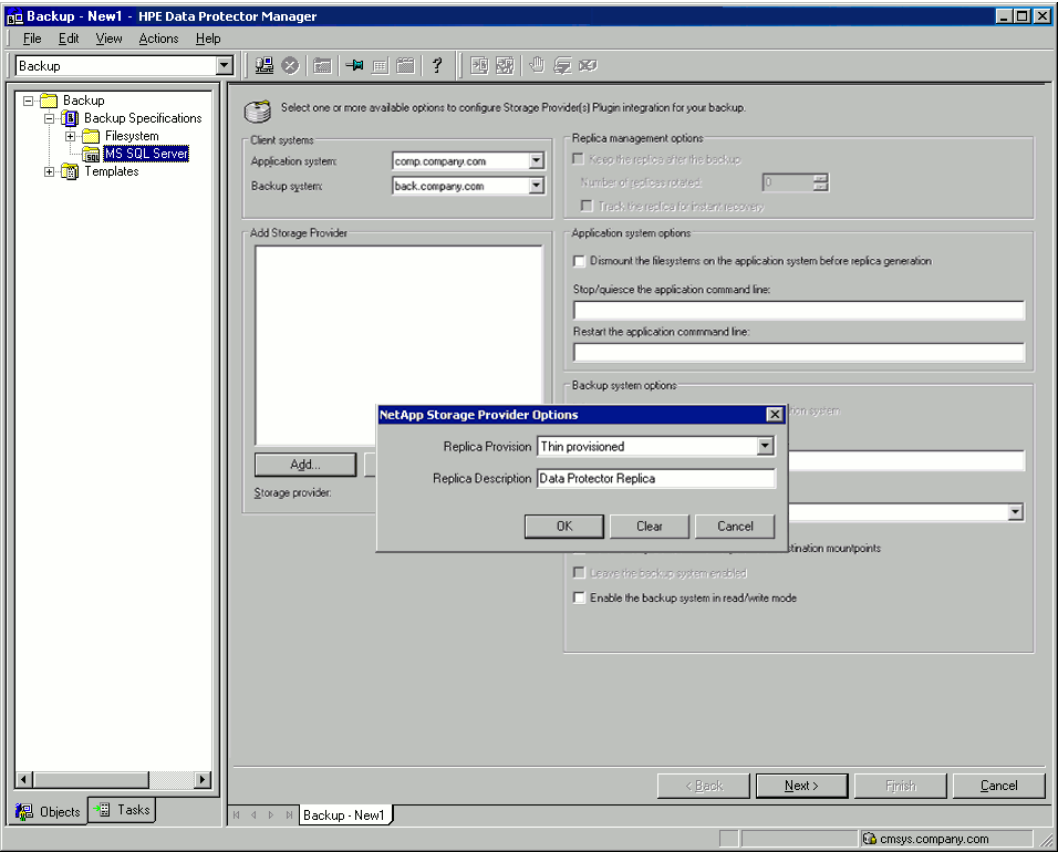 Backup - New1 - HPE Data Protector Manager
File Edit View Actions Help
Backup
Backup
Backup Specifications
Filesystem
MS SQL Server
Templates
Select one or more available options to configure Storage Provider(s) Plugin integration for your backup.
Client systems
Application system: comp.company.com
Backup system: back.company.com
Replica management options
Keep the replica after the backup
Number of replicas rotated: 0
Track the replica for instant recovery
Add Storage Provider
Add...
Storage provider:
Application system options
Dismount the filesystems on the application system before replica generation
Stop/quiesce the application command line:
Restart the application commmand line:
Backup system options
system
NetApp Storage Provider Options
Replica Provision Thin provisioned
Replica Description Data Protector Replica
OK Clear Cancel
mountpoints
Leave the backup system enabled
Enable the backup system in read/write mode
< Back Next > Finish Cancel
Objects Tasks
Backup - New1
cmsys.company.com